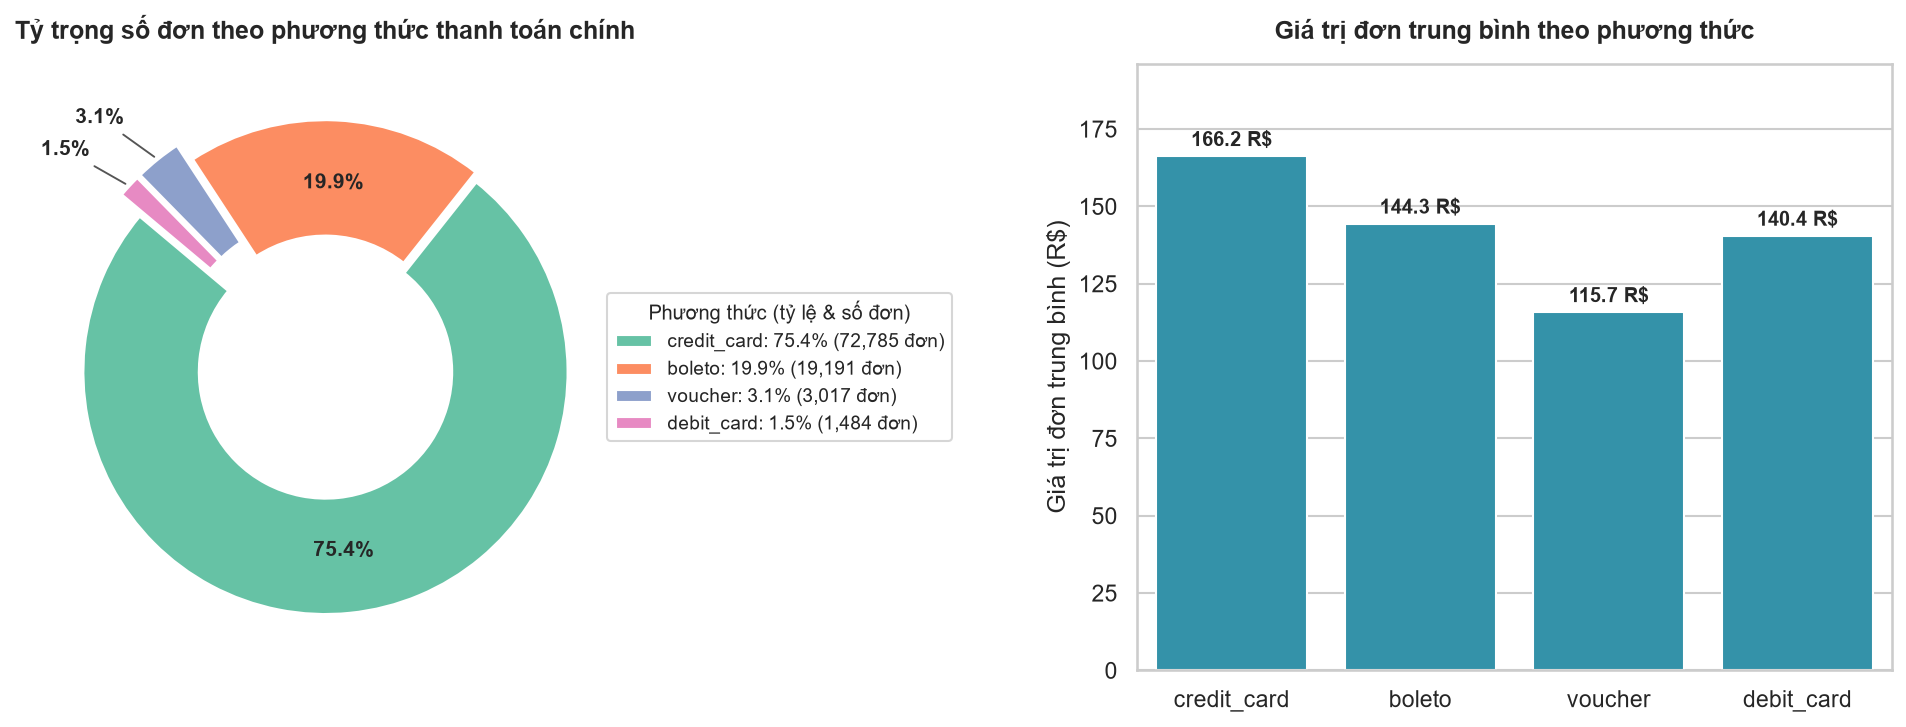 Tỷ trọng số đơn theo phương thức thanh toán chính
3.1%
1.5%
19.9%
75.4%
Phương thức (tỷ lệ & số đơn)
credit_card: 75.4% (72,785 đơn)
boleto: 19.9% (19,191 đơn)
voucher: 3.1% (3,017 đơn)
debit_card: 1.5% (1,484 đơn)
Giá trị đơn trung bình theo phương thức
Giá trị đơn trung bình (R$)
175
150
125
100
75
50
25
0
166.2 R$
144.3 R$
115.7 R$
140.4 R$
credit_card
boleto
voucher
debit_card